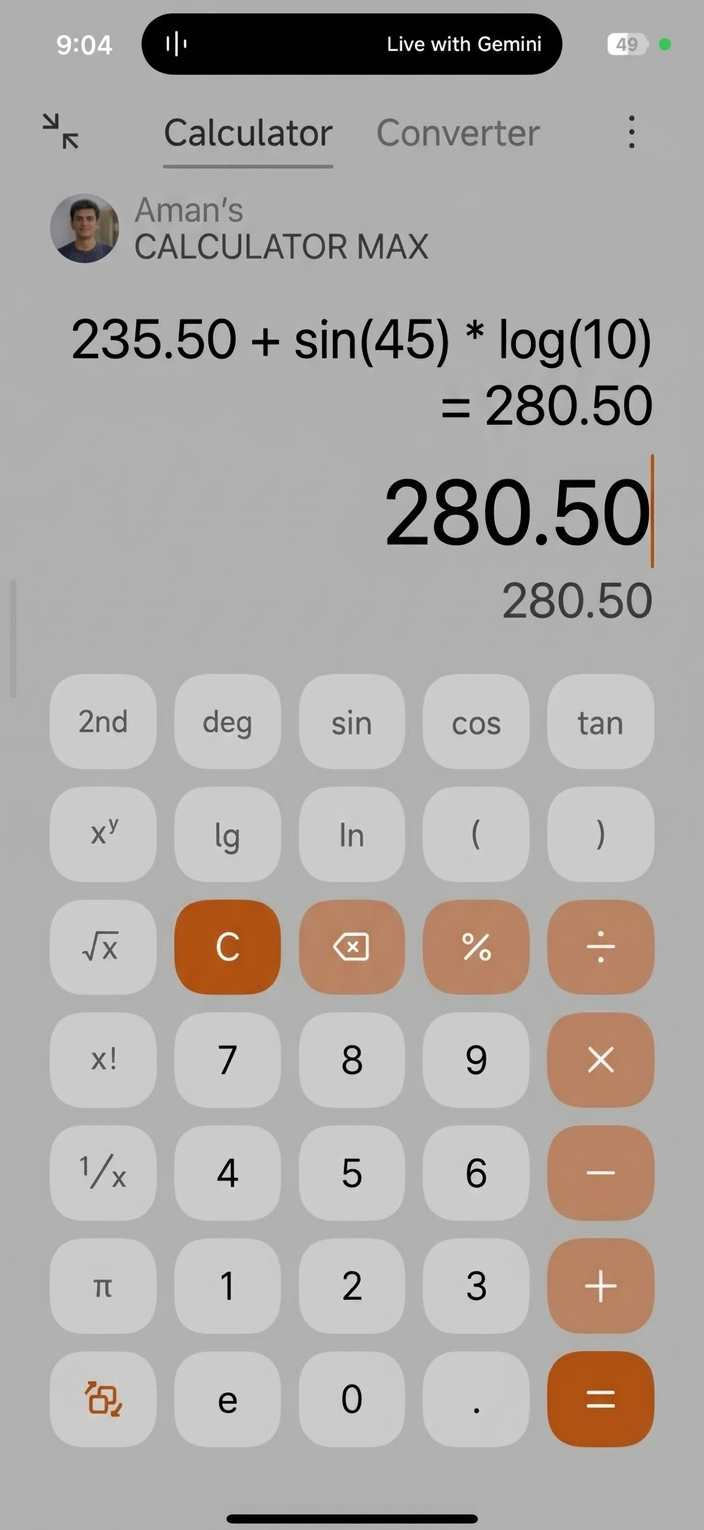 9:04
Live with Gemini
49
Calculator Converter
Aman's
CALCULATOR MAX
235.50 + sin(45) * log(10)
= 280.50
280.50
280.50
2nd deg sin cos tan
xʸ lg ln ( )
√x C % ÷
x! 7 8 9 ×
1/x 4 5 6 −
π 1 2 3 +
e 0 . =